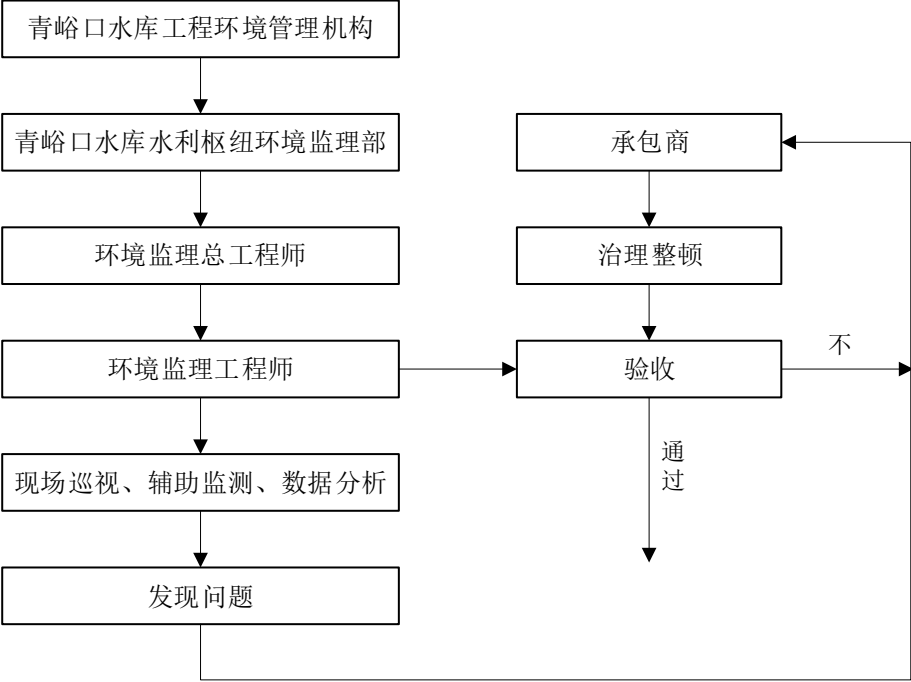 青峪口水库工程环境管理机构
青峪口水库水利枢纽环境监理部
环境监理总工程师
环境监理工程师
现场巡视、辅助监测、数据分析
发现问题
承包商
治理整顿
验收
不
通
过